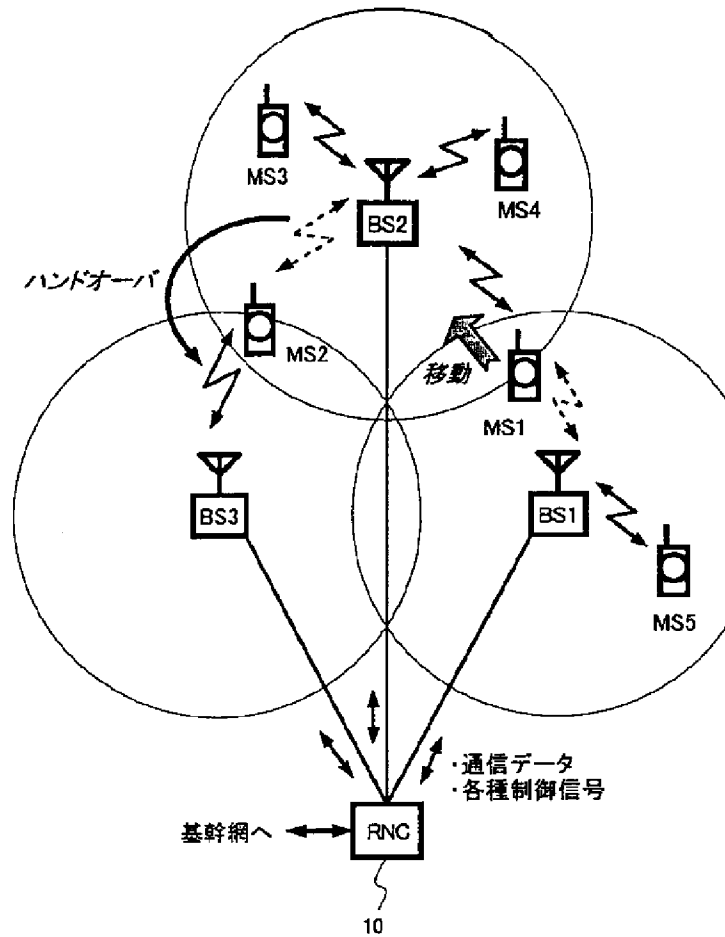 MS3
MS4
BS2
ハンドオーバ
MS2
移動
MS1
BS3
BS1
MS5
・通信データ
・各種制御信号
基幹網へ
RNC
10